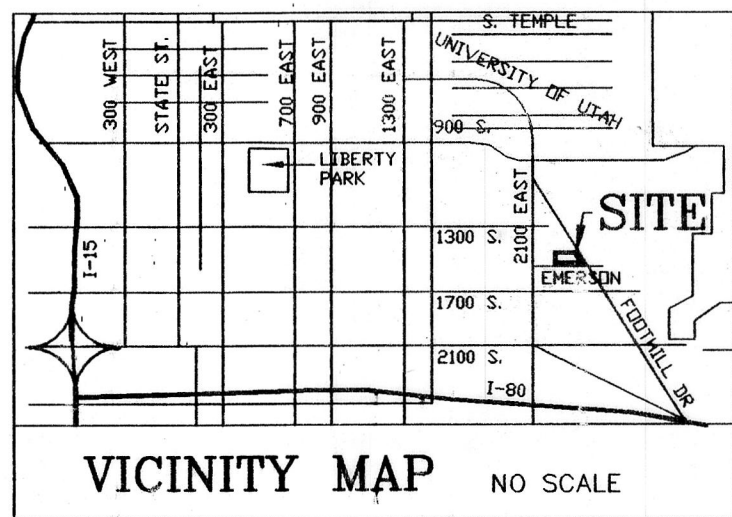 S. TEMPLE
UNIVERSITY OF UTAH
300 WEST
STATE ST.
300 EAST
700 EAST
900 EAST
1300 EAST
900 S.
LIBERTY
PARK
2100 EAST
SITE
1300 S.
I-15
EMERSON
1700 S.
FOOTHILL DR
2100 S.
I-80
VICINITY MAP
NO SCALE